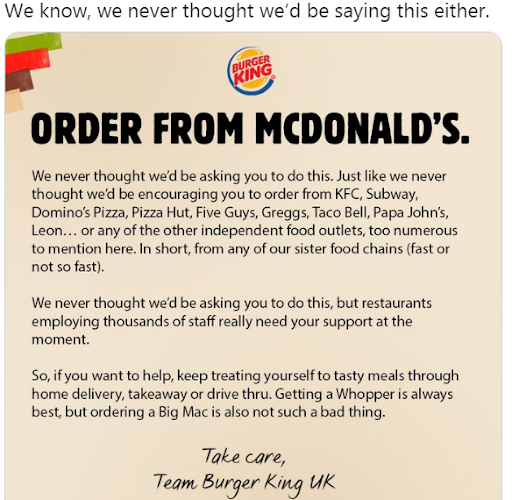 We know, we never thought we'd be saying this either.
BURGER
KING
ORDER FROM MCDONALD'S.
We never thought we'd be asking you to do this. Just like we never
thought we'd be encouraging you to order from KFC, Subway,
Domino's Pizza, Pizza Hut, Five Guys, Greggs, Taco Bell, Papa John's,
Leon... or any of the other independent food outlets, too numerous
to mention here. In short, from any of our sister food chains (fast or
not so fast).
We never thought we'd be asking you to do this, but restaurants
employing thousands of staff really need your support at the
moment.
So, if you want to help, keep treating yourself to tasty meals through
home delivery, takeaway or drive thru. Getting a Whopper is always
best, but ordering a Big Mac is also not such a bad thing.
Take care,
Team Burger King UK